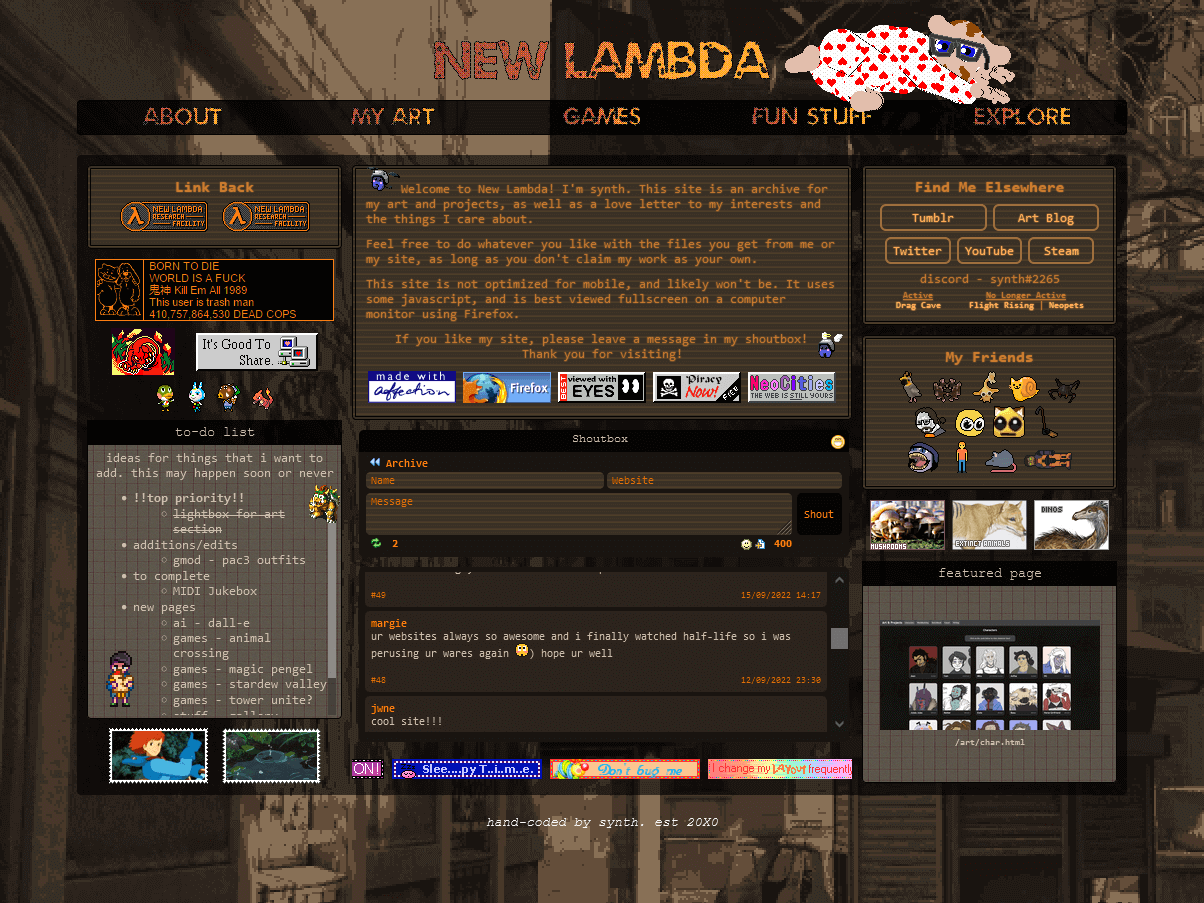 NEW LAMBDA
ABOUT
MY ART
GAMES
FUN STUFF
EXPLORE
Link Back
NEW LAMBDA
RESEARCH
FACILITY
NEW LAMBDA
RESEARCH
FACILITY
BORN TO DIE
WORLD IS A FUCK
鬼神 Kill Em All 1989
This user is trash man
410,757,864,530 DEAD COPS
It's Good To
Share.
to-do list
ideas for things that i want to
add. this may happen soon or never
!!top priority!!
lightbox for art
section
additions/edits
gmod - pac3 outfits
to complete
MIDI Jukebox
new pages
ai - dall-e
games - animal
crossing
games - magic pengel
games - stardew valley
games - tower unite?
Welcome to New Lambda! I'm synth. This site is an archive for
my art and projects, as well as a love letter to my interests and
the things I care about.
Feel free to do whatever you like with the files you get from me or
my site, as long as you don't claim my work as your own.
This site is not optimized for mobile, and likely won't be. It uses
some javascript, and is best viewed fullscreen on a computer
monitor using Firefox.
If you like my site, please leave a message in my shoutbox!
Thank you for visiting!
made with
affection
Firefox
BEST viewed with
EYES
Piracy
Now! Free
NeoCities
THE WEB IS STILL YOURS
Shoutbox
Archive
Name
Website
Message
Shout
2
400
#49
15/09/2022 14:17
margie
ur websites always so awesome and i finally watched half-life so i was
perusing ur wares again ) hope ur well
#48
12/09/2022 23:30
jwne
cool site!!!
ON!
Slee....py T..i..m..e.
Don't bug me
I change my LAYOUT frequently
Find Me Elsewhere
Tumblr
Art Blog
Twitter
YouTube
Steam
discord - synth#2265
Active
Drag Cave
No Longer Active
Flight Rising | Neopets
My Friends
MUSHROOMS
EXTINCT ANIMALS
DINOS
featured page
Characters
/art/char.html
hand-coded by synth. est 20X0